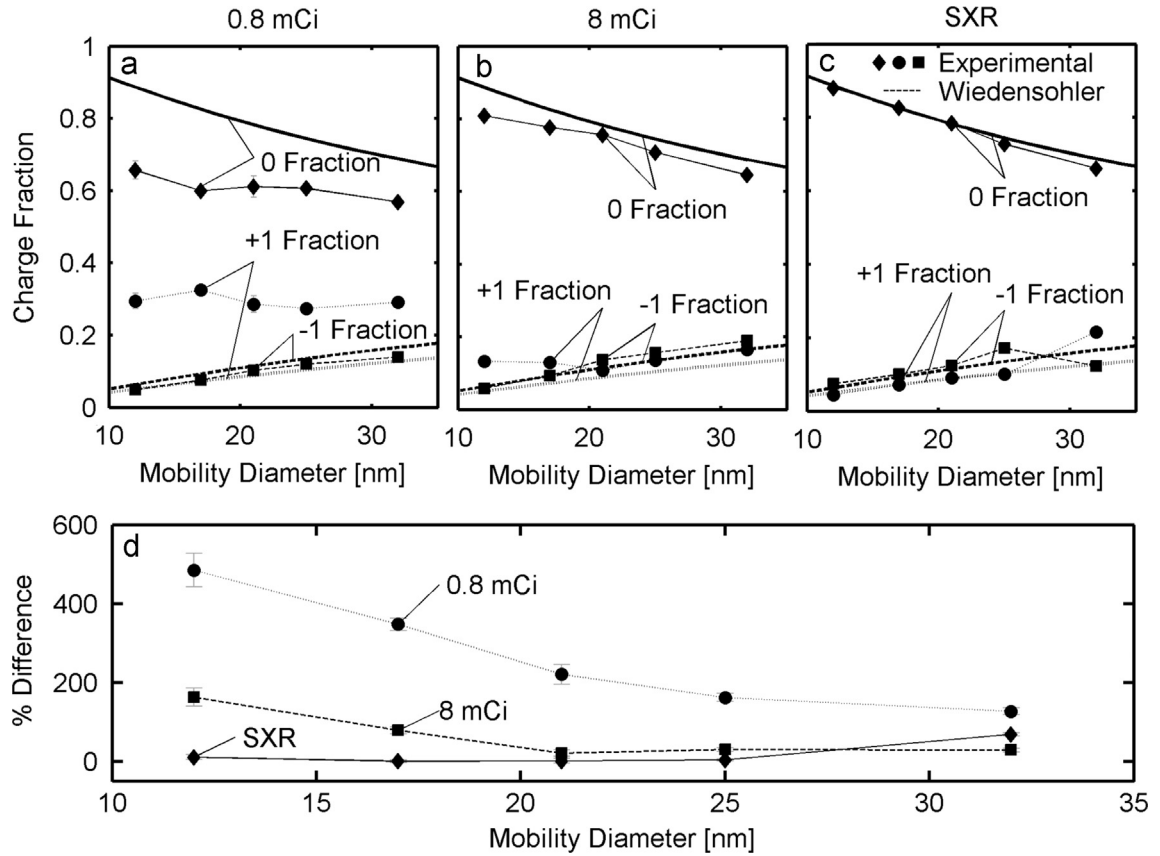 0.8 mCi
8 mCi
SXR
a
b
c
Experimental
Wiedensohler
Charge Fraction
1
0.8
0.6
0.4
0.2
0
0 Fraction
+1 Fraction
-1 Fraction
0 Fraction
+1 Fraction
-1 Fraction
0 Fraction
+1 Fraction
-1 Fraction
10 20 30
10 20 30
10 20 30
Mobility Diameter [nm]
Mobility Diameter [nm]
Mobility Diameter [nm]
d
% Difference
600
400
200
0
0.8 mCi
8 mCi
SXR
10 15 20 25 30 35
Mobility Diameter [nm]